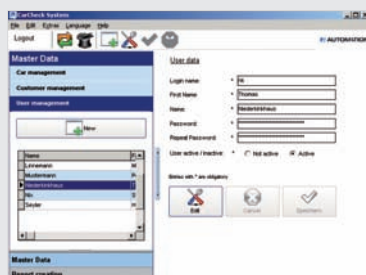 CarCheck System
File Edit Extras Language Help
Logout
AUTOMATION
Master Data
Car management
Customer management
User management
New
Name
Linnemann
Mustermann
Niederkirkhaus
Nix
Seyler
Master Data
Report creation
User data
Login name: *
First Name * Thomas
Name: *
Password: *
Repeat Password: *
User active / inactive: * Not active Active
Entries with * are obligatory
Edit Cancel Speichern